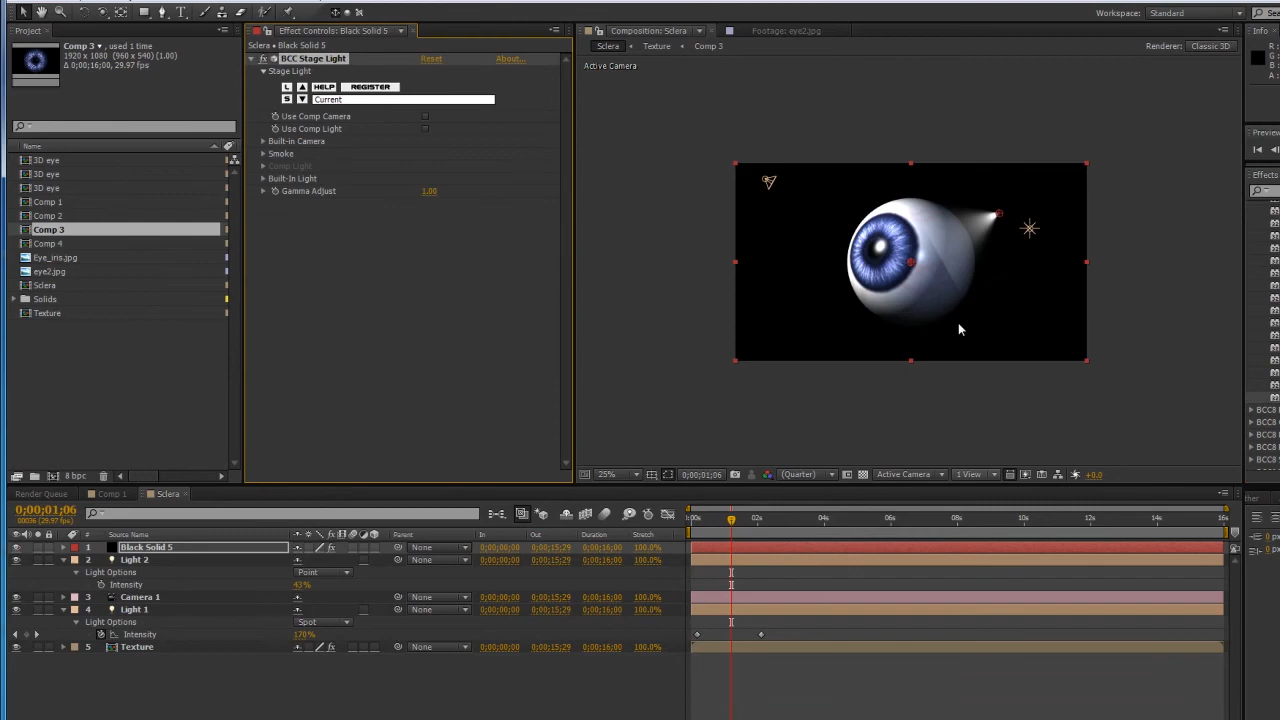 Workspace: Standard
Project
Comp 3 ▾, used 1 time
1920 x 1080 (960 x 540) (1.00)
Δ 0;00;16;00, 29.97 fps
Name
3D eye
3D eye
3D eye
Comp 1
Comp 2
Comp 3
Comp 4
Eye_iris.jpg
eye2.jpg
Sclera
Solids
Texture
8 bpc
Effect Controls: Black Solid 5
Sclera • Black Solid 5
fx BCC Stage Light Reset About...
Stage Light
L HELP REGISTER
S Current
Use Comp Camera
Use Comp Light
Built-in Camera
Smoke
Comp Light
Built-In Light
Gamma Adjust 1.00
Composition: Sclera Footage: eye2.jpg
Sclera Texture Comp 3 Renderer: Classic 3D
Active Camera
25% 0;00;01;06 (Quarter) Active Camera 1 View +0.0
Info
R :
G :
B :
A :
Preview
Effects
BCC8
BCC8
BCC8
BCC8
Render Queue Comp 1 Sclera
0;00;01;06
00036 (29.97 fps)
# Source Name Parent In Out Duration Stretch
0:00s 02s 04s 06s 08s 10s 12s 14s 16s
1 Black Solid 5 fx None 0;00;00;00 0;00;15;29 0;00;16;00 100.0%
2 Light 2 None 0;00;00;00 0;00;15;29 0;00;16;00 100.0%
Light Options Point
Intensity 43%
3 Camera 1 None 0;00;00;00 0;00;15;29 0;00;16;00 100.0%
4 Light 1 None 0;00;00;00 0;00;15;29 0;00;16;00 100.0%
Light Options Spot
Intensity 170%
5 Texture fx None 0;00;00;00 0;00;15;29 0;00;16;00 100.0%
0 px
0 px